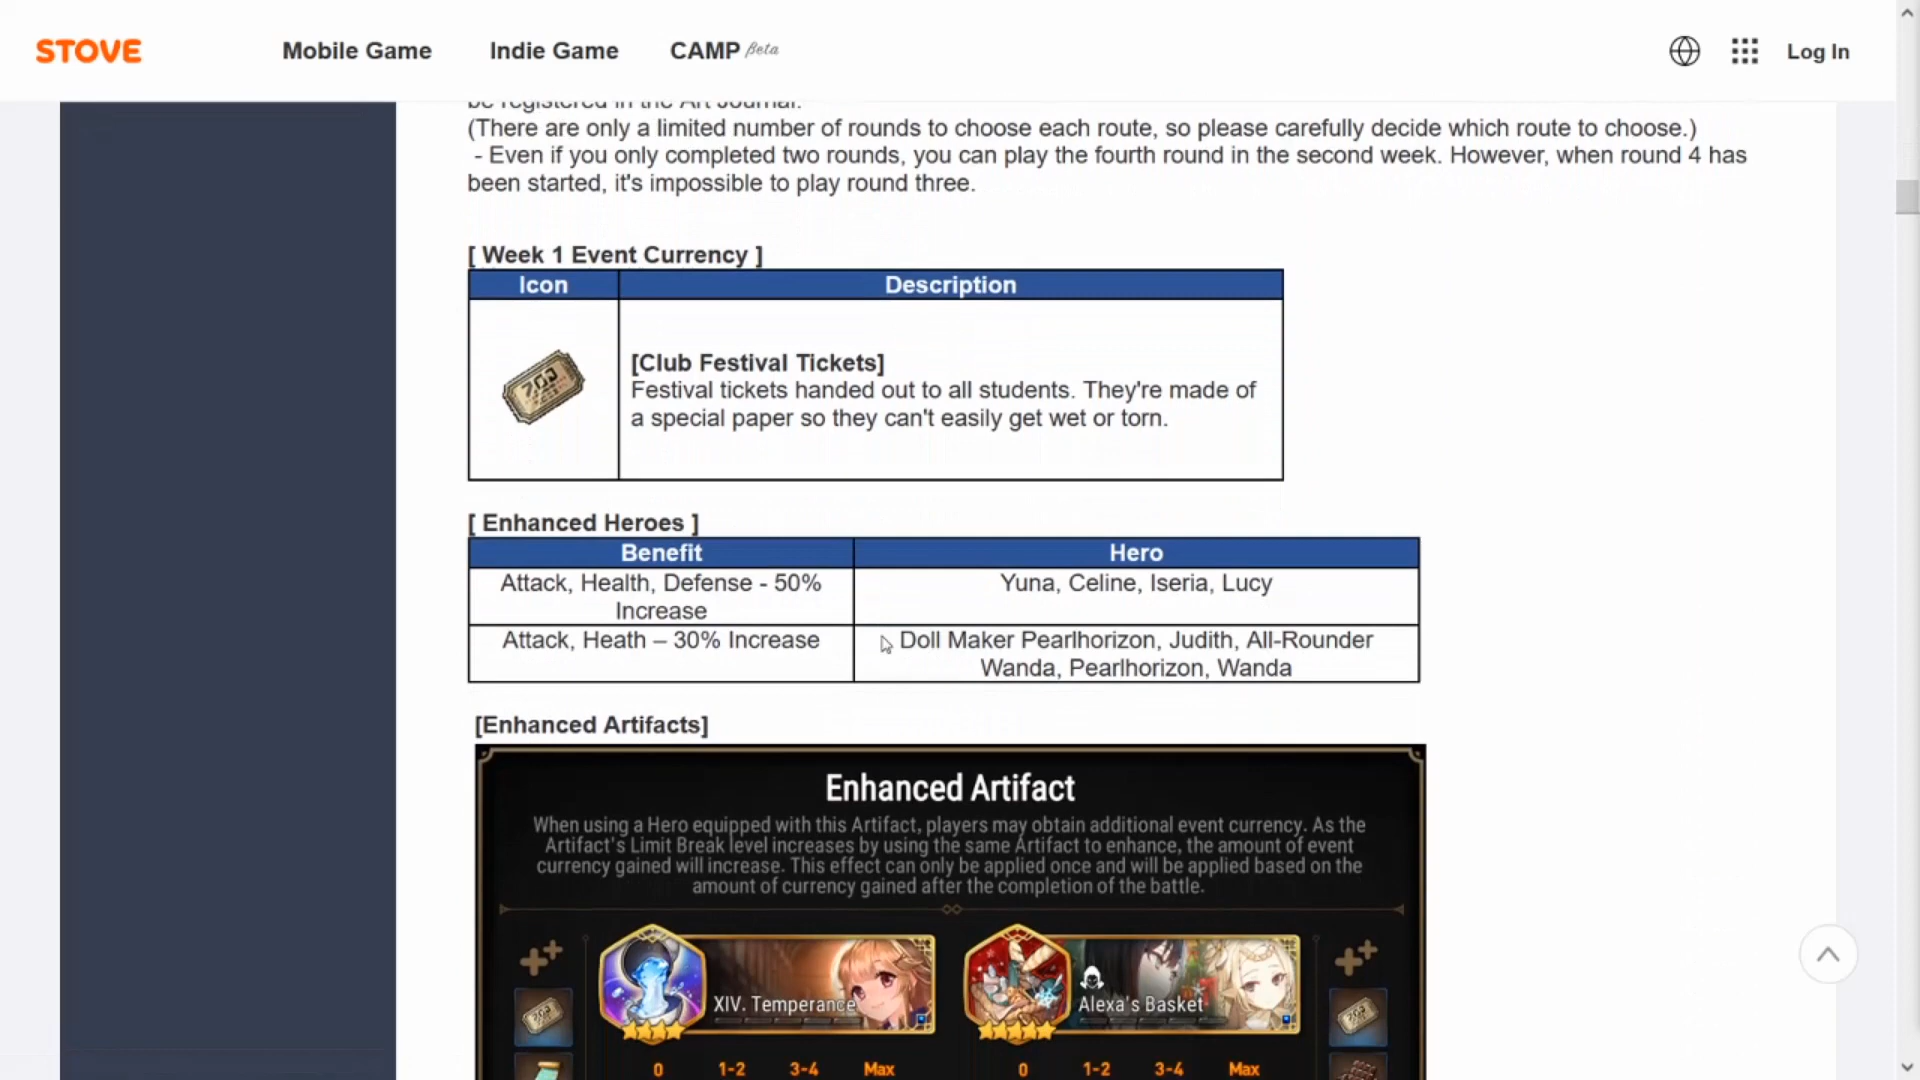 STOVE
Mobile Game
Indie Game
CAMP Beta
Log In
be registered in the Art Journal.
(There are only a limited number of rounds to choose each route, so please carefully decide which route to choose.)
- Even if you only completed two rounds, you can play the fourth round in the second week. However, when round 4 has
been started, it's impossible to play round three.
[ Week 1 Event Currency ]
Icon
Description
[Club Festival Tickets]
Festival tickets handed out to all students. They're made of
a special paper so they can't easily get wet or torn.
[ Enhanced Heroes ]
Benefit
Hero
Attack, Health, Defense - 50%
Increase
Yuna, Celine, Iseria, Lucy
Attack, Heath – 30% Increase
Doll Maker Pearlhorizon, Judith, All-Rounder
Wanda, Pearlhorizon, Wanda
[Enhanced Artifacts]
Enhanced Artifact
When using a Hero equipped with this Artifact, players may obtain additional event currency. As the
Artifact's Limit Break level increases by using the same Artifact to enhance, the amount of event
currency gained will increase. This effect can only be applied once and will be applied based on the
amount of currency gained after the completion of the battle.
XIV. Temperance
Alexa's Basket
0 1-2 3-4 Max
0 1-2 3-4 Max